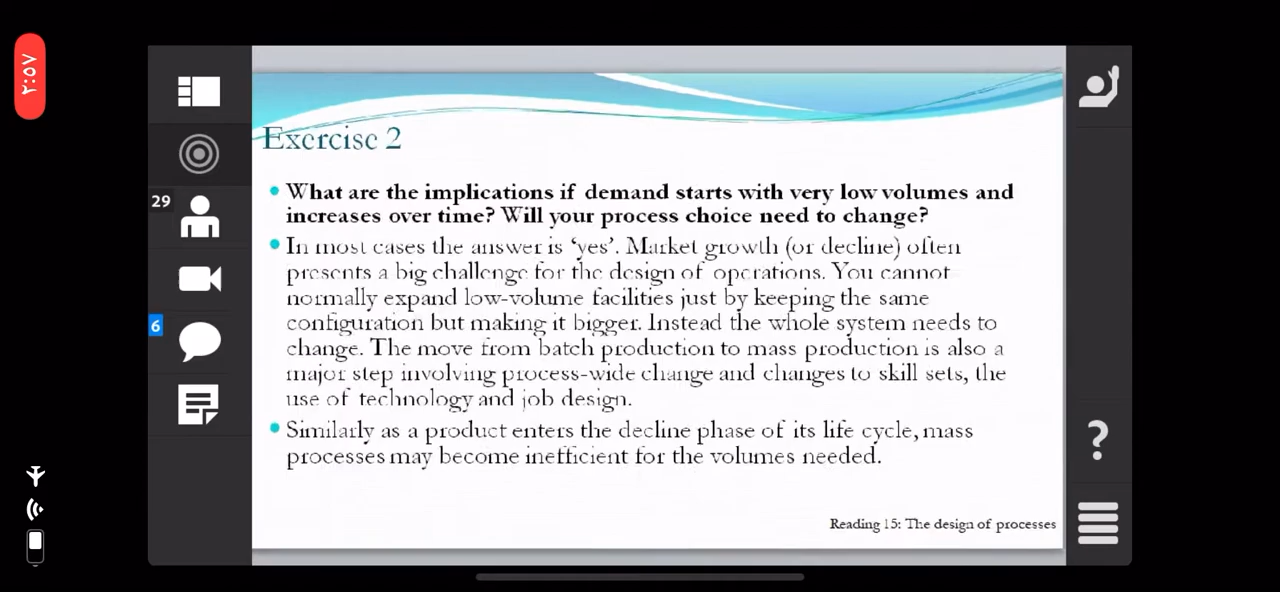 ٢:٥٧
29
6
Exercise 2
• What are the implications if demand starts with very low volumes and
increases over time? Will your process choice need to change?
• In most cases the answer is ‘yes’. Market growth (or decline) often
presents a big challenge for the design of operations. You cannot
normally expand low-volume facilities just by keeping the same
configuration but making it bigger. Instead the whole system needs to
change. The move from batch production to mass production is also a
major step involving process-wide change and changes to skill sets, the
use of technology and job design.
• Similarly as a product enters the decline phase of its life cycle, mass
processes may become inefficient for the volumes needed.
Reading 15: The design of processes
?